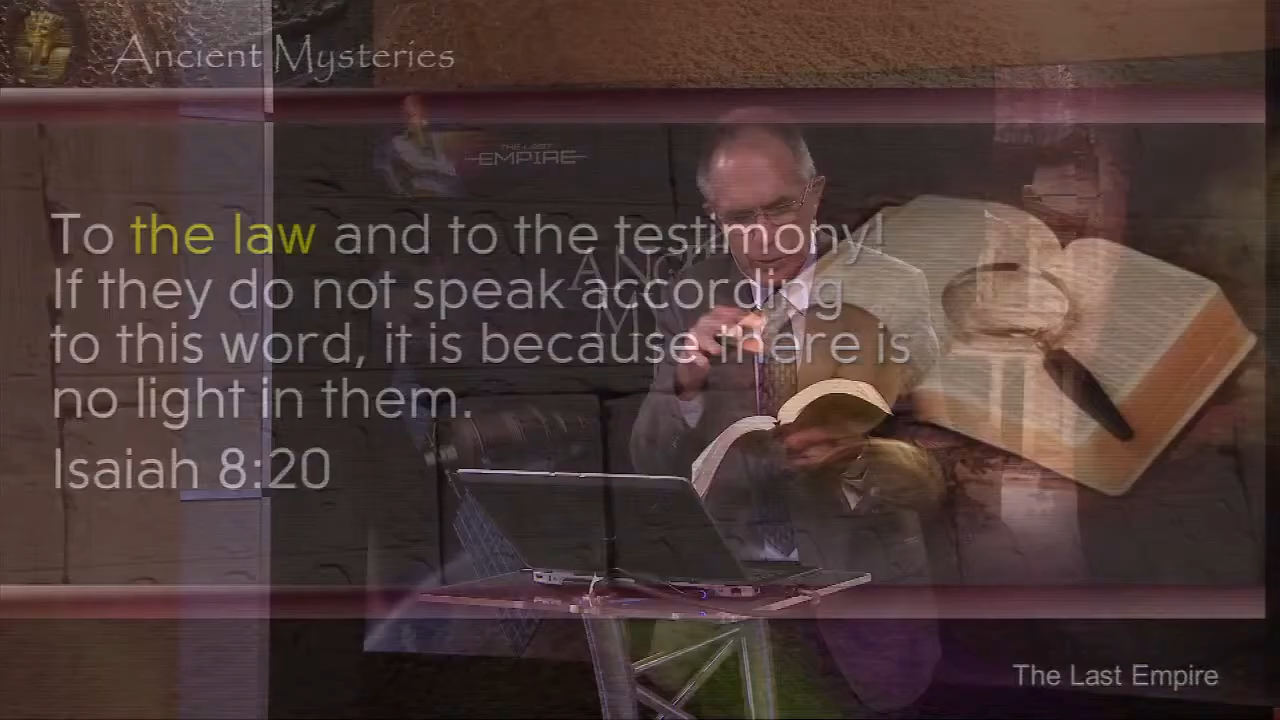 Ancient Mysteries
THE LAST
EMPIRE
To the law and to the testimony!
If they do not speak according
to this word, it is because there is
no light in them.
Isaiah 8:20
The Last Empire